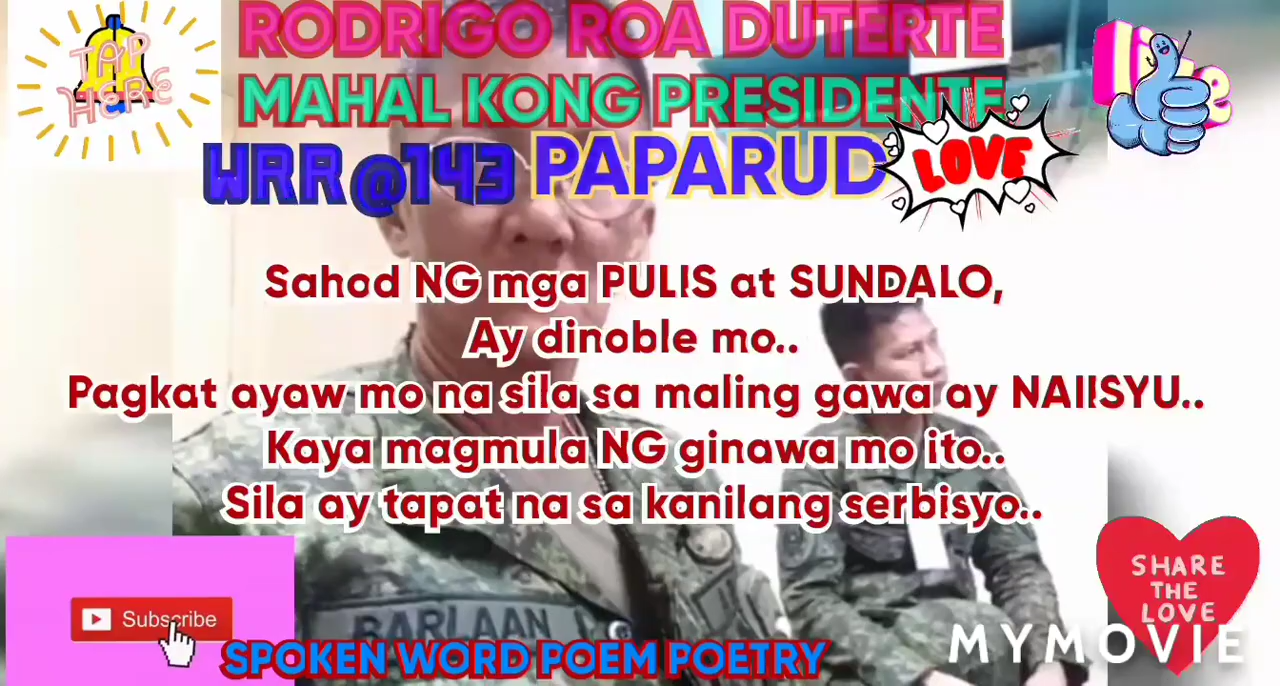 TAP HERE
RODRIGO ROA DUTERTE
MAHAL KONG PRESIDENTE
WRR@143 PAPARUD
LOVE
like
Sahod NG mga PULIS at SUNDALO,
Ay dinoble mo..
Pagkat ayaw mo na sila sa maling gawa ay NAIISYU..
Kaya magmula NG ginawa mo ito..
Sila ay tapat na sa kanilang serbisyo..
Subscribe
BARLAAN
SPOKEN WORD POEM POETRY
SHARE
THE
LOVE
MYMOVIE